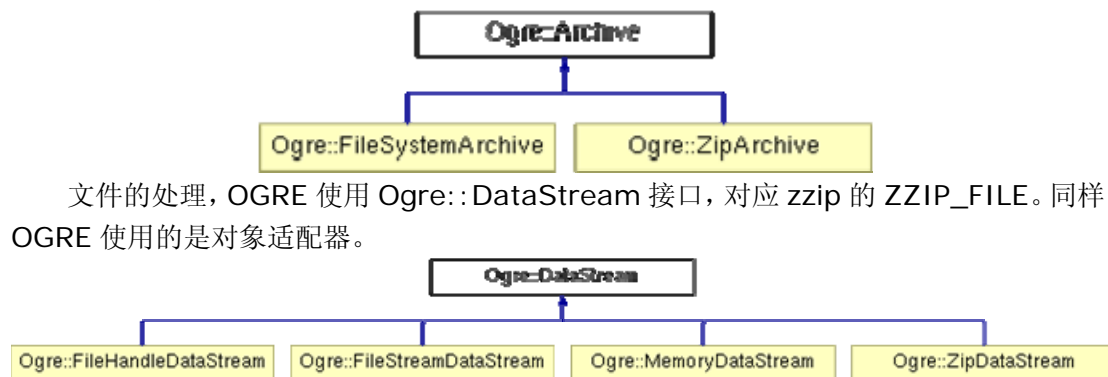 Ogre::Archive
Ogre::FileSystemArchive Ogre::ZipArchive
文件的处理，OGRE 使用 Ogre::DataStream 接口，对应 zzip 的 ZZIP_FILE。同样
OGRE 使用的是对象适配器。
Ogre::DataStream
Ogre::FileHandleDataStream Ogre::FileStreamDataStream Ogre::MemoryDataStream Ogre::ZipDataStream